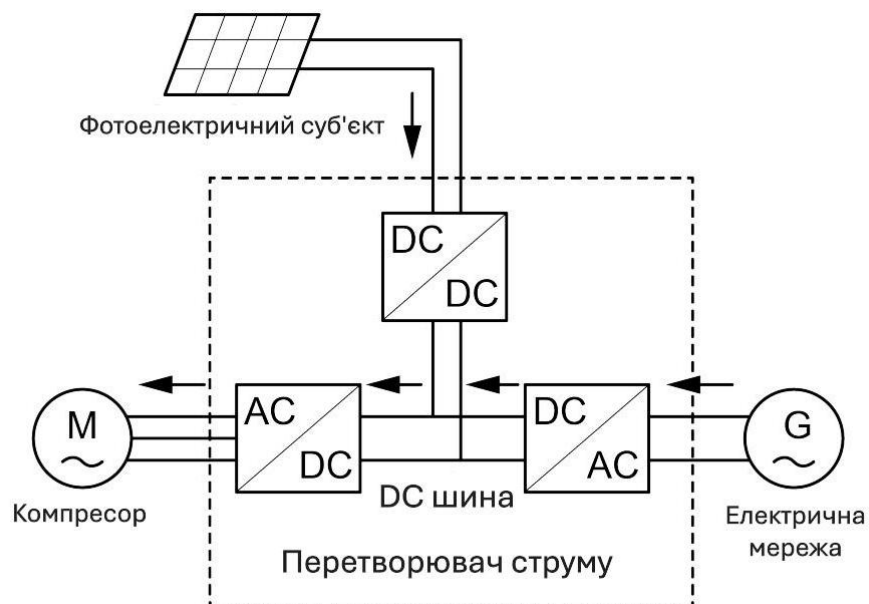 Фотоелектричний суб'єкт
DC
DC
M
AC
DC
DC
AC
G
Компресор
DC шина
Електрична
мережа
Перетворювач струму